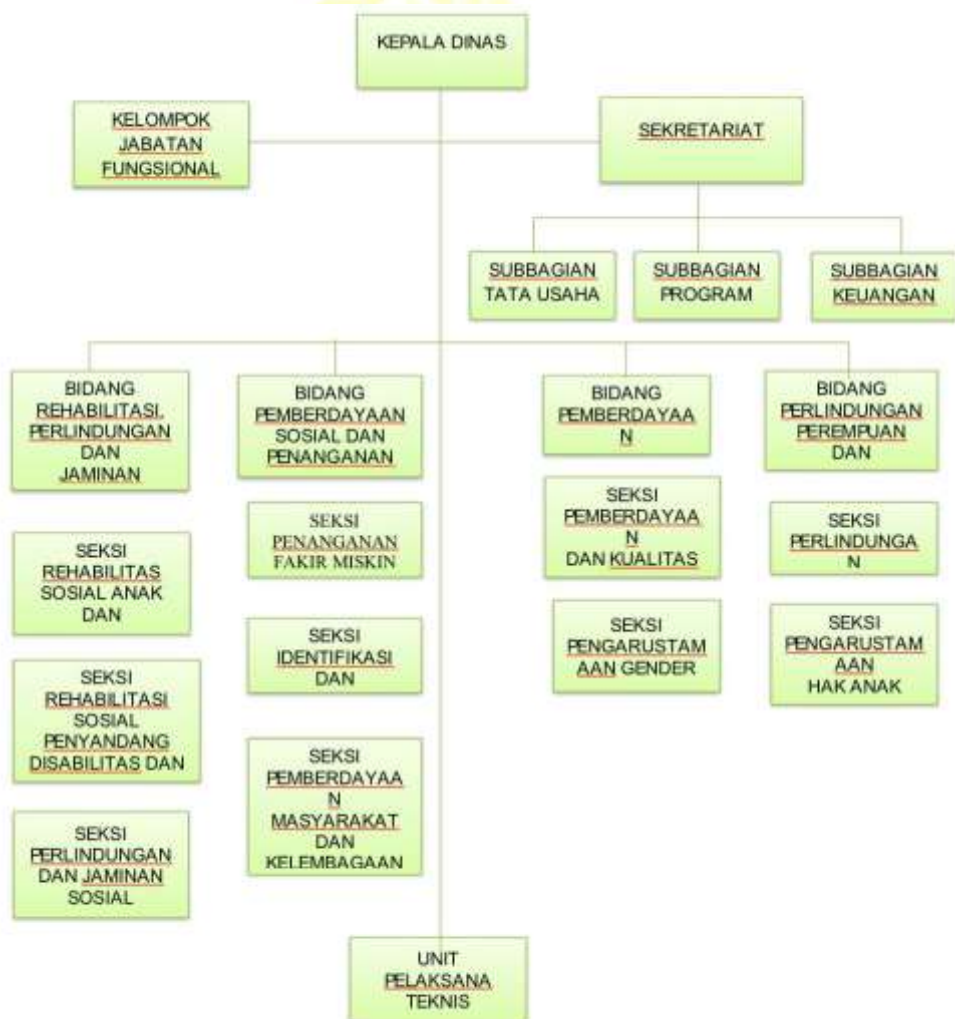 KEPALA DINAS
KELOMPOK
JABATAN
FUNGSIONAL
SEKRETARIAT
SUBBAGIAN
TATA USAHA
SUBBAGIAN
PROGRAM
SUBBAGIAN
KEUANGAN
BIDANG
REHABILITASI,
PERLINDUNGAN
DAN
JAMINAN
BIDANG
PEMBERDAYAAN
SOSIAL DAN
PENANGANAN
BIDANG
PEMBERDAYAA
N
BIDANG
PERLINDUNGAN
PEREMPUAN
DAN
SEKSI
REHABILITAS
SOSIAL ANAK
DAN
SEKSI
PENANGANAN
FAKIR MISKIN
SEKSI
PEMBERDAYAA
N
DAN KUALITAS
SEKSI
PERLINDUNGA
N
SEKSI
REHABILITASI
SOSIAL
PENYANDANG
DISABILITAS DAN
SEKSI
IDENTIFIKASI
DAN
SEKSI
PENGARUSTAM
AAN GENDER
SEKSI
PENGARUSTAM
AAN
HAK ANAK
SEKSI
PERLINDUNGAN
DAN JAMINAN
SOSIAL
SEKSI
PEMBERDAYAA
N
MASYARAKAT
DAN
KELEMBAGAAN
UNIT
PELAKSANA
TEKNIS